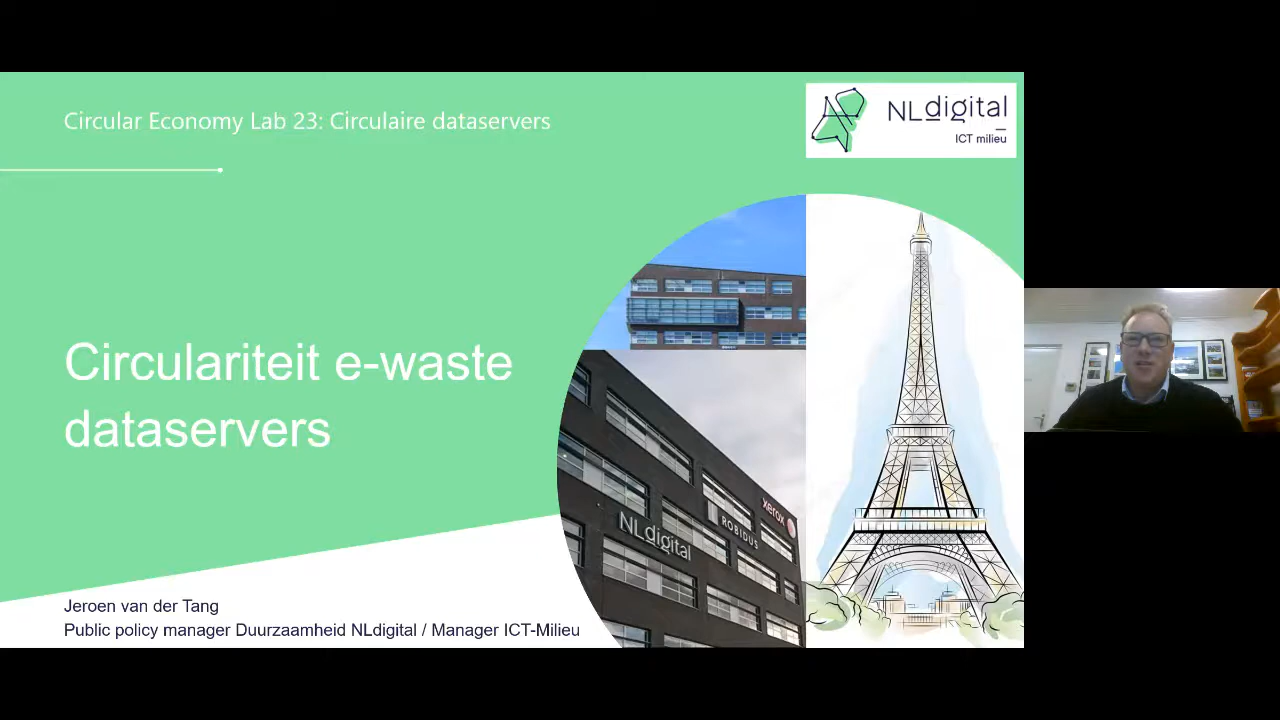 Circular Economy Lab 23: Circulaire dataservers
NLdigital
ICT milieu
Circulariteit e-waste
dataservers
xerox
ROBIDUS
NLdigital
Jeroen van der Tang
Public policy manager Duurzaamheid NLdigital / Manager ICT-Milieu